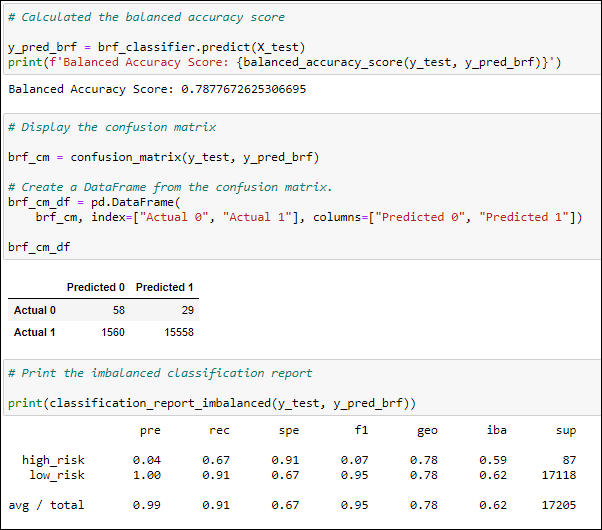 # Calculated the balanced accuracy score
y_pred_brf = brf_classifier.predict(X_test)
print(f'Balanced Accuracy Score: {balanced_accuracy_score(y_test, y_pred_brf)}')
Balanced Accuracy Score: 0.7877672625306695
# Display the confusion matrix
brf_cm = confusion_matrix(y_test, y_pred_brf)
# Create a DataFrame from the confusion matrix.
brf_cm_df = pd.DataFrame(
brf_cm, index=["Actual 0", "Actual 1"], columns=["Predicted 0", "Predicted 1"])
brf_cm_df
Predicted 0 Predicted 1
Actual 0 58 29
Actual 1 1560 15558
# Print the imbalanced classification report
print(classification_report_imbalanced(y_test, y_pred_brf))
pre rec spe f1 geo iba sup
high_risk 0.04 0.67 0.91 0.07 0.78 0.59 87
low_risk 1.00 0.91 0.67 0.95 0.78 0.62 17118
avg / total 0.99 0.91 0.67 0.95 0.78 0.62 17205